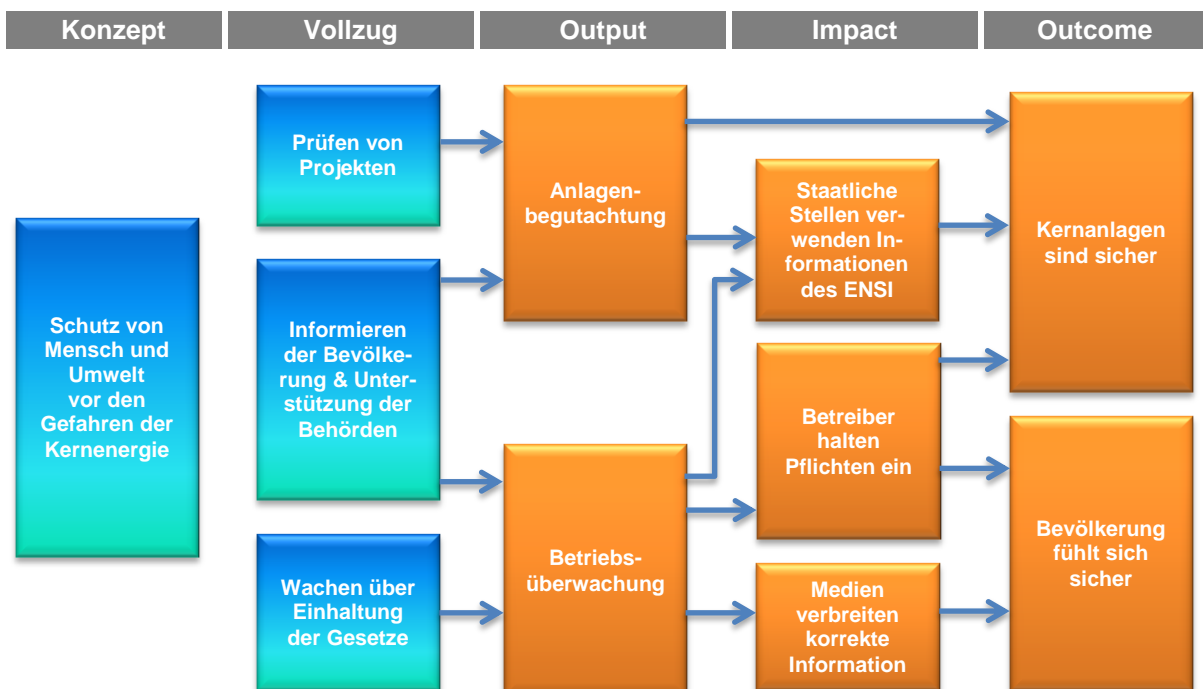 Konzept
Vollzug
Output
Impact
Outcome
Schutz von
Mensch und
Umwelt
vor den
Gefahren der
Kernenergie
Prüfen von
Projekten
Informieren
der Bevölke-
rung & Unter-
stützung der
Behörden
Wachen über
Einhaltung
der Gesetze
Anlagen-
begutachtung
Betriebs-
überwachung
Staatliche
Stellen ver-
wenden In-
formationen
des ENSI
Betreiber
halten
Pflichten ein
Medien
verbreiten
korrekte
Information
Kernanlagen
sind sicher
Bevölkerung
fühlt sich
sicher